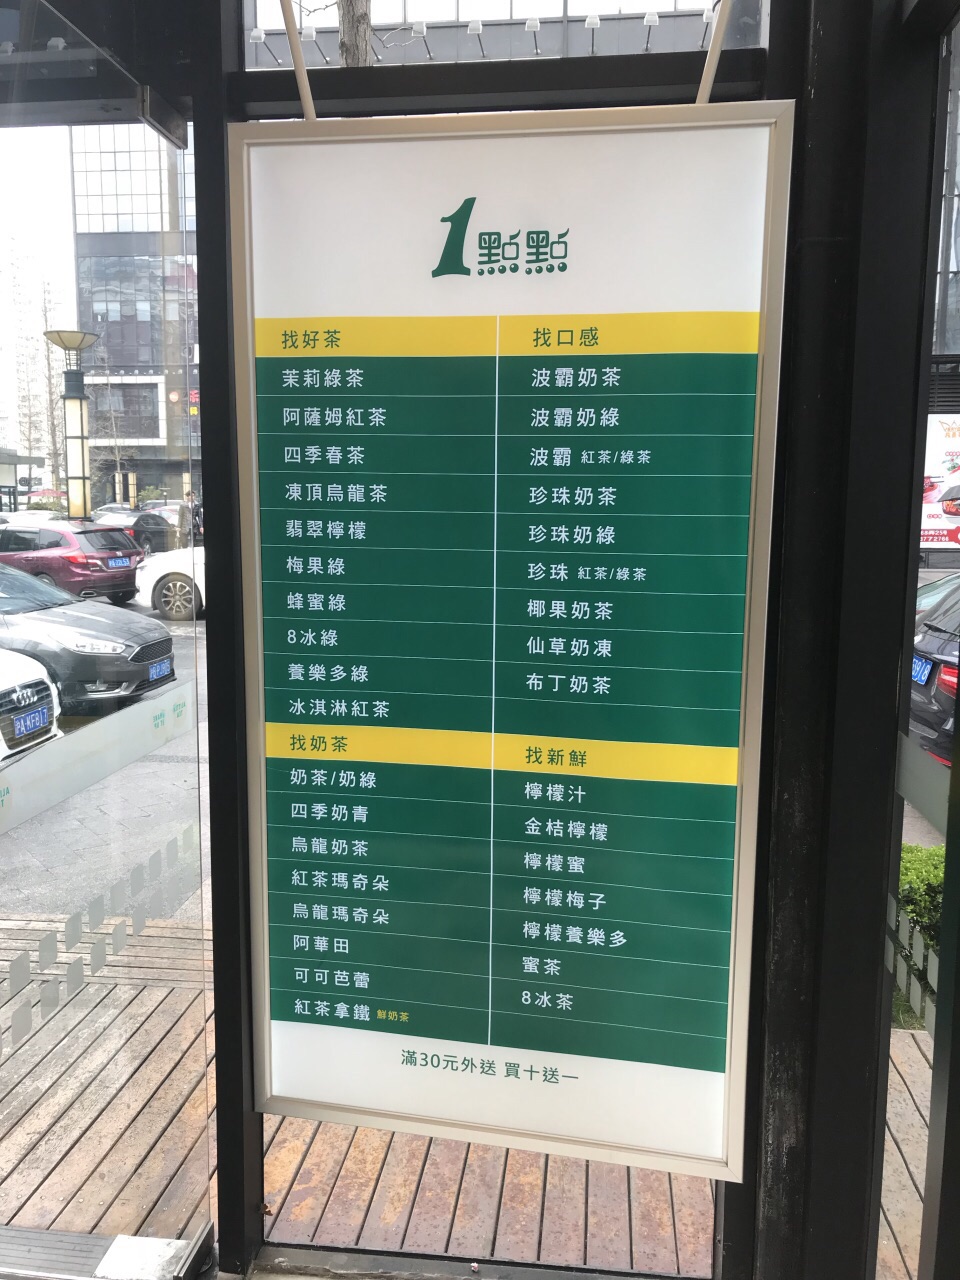 1點點
找好茶
茉莉綠茶
阿薩姆紅茶
四季春茶
凍頂烏龍茶
翡翠檸檬
梅果綠
蜂蜜綠
8冰綠
養樂多綠
冰淇淋紅茶
找奶茶
奶茶/奶綠
四季奶青
烏龍奶茶
紅茶瑪奇朵
烏龍瑪奇朵
阿華田
可可芭蕾
紅茶拿鐵 鮮奶茶
找口感
波霸奶茶
波霸奶綠
波霸 紅茶/綠茶
珍珠奶茶
珍珠奶綠
珍珠 紅茶/綠茶
椰果奶茶
仙草奶凍
布丁奶茶
找新鮮
檸檬汁
金桔檸檬
檸檬蜜
檸檬梅子
檸檬養樂多
蜜茶
8冰茶
滿30元外送 買十送一